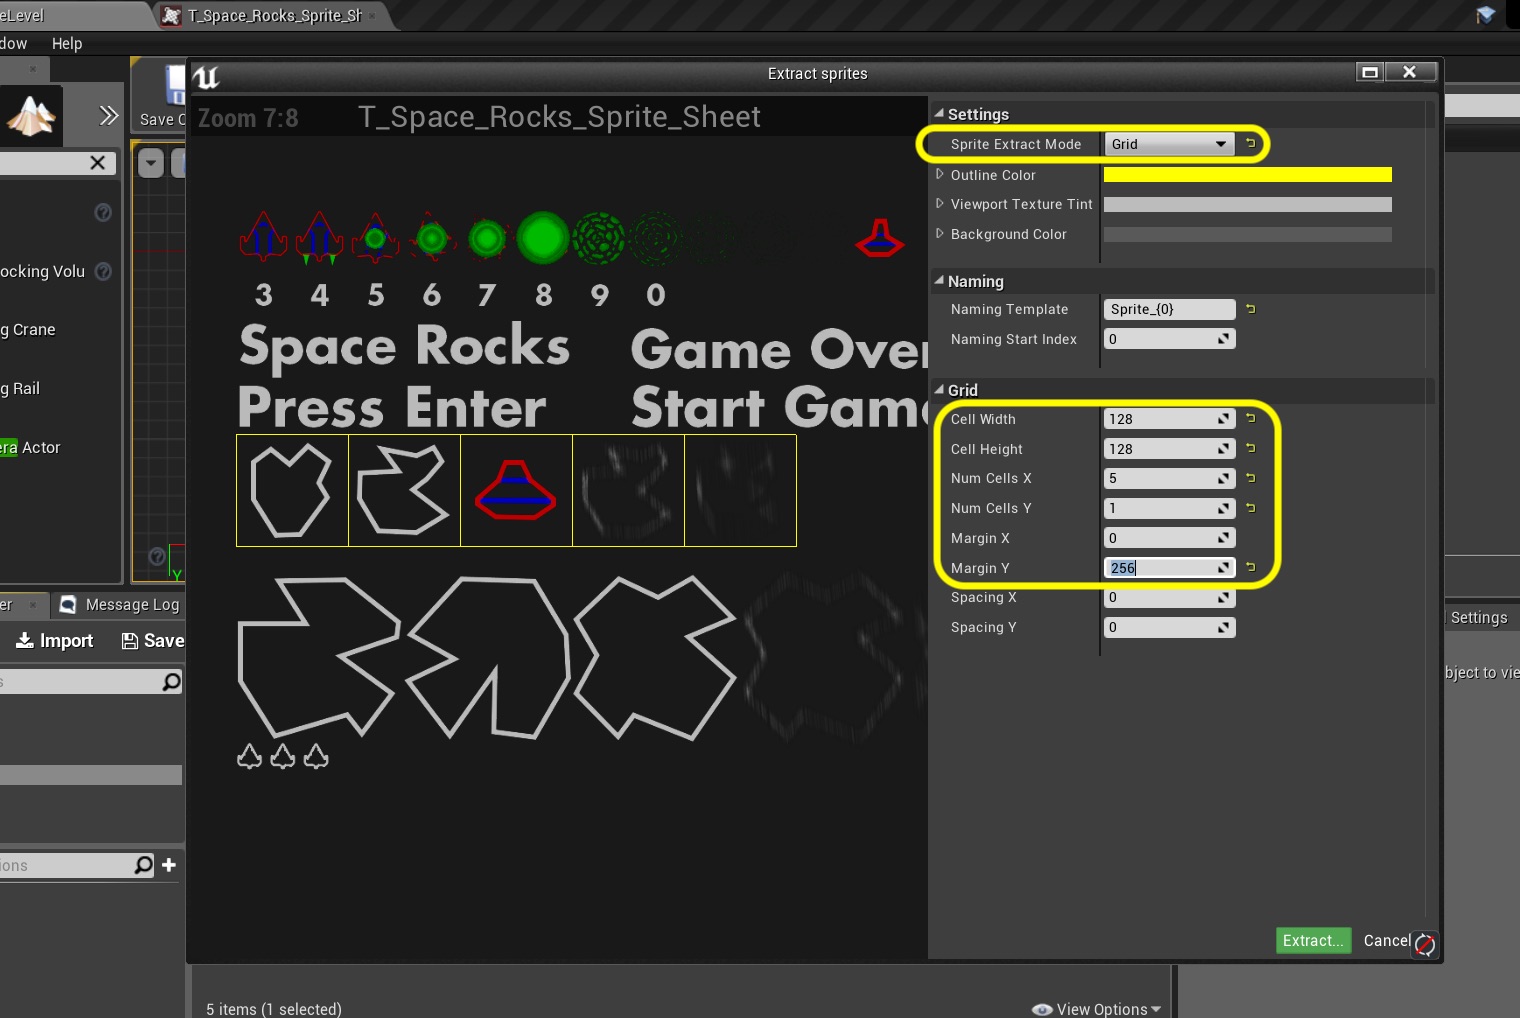 eLevel
T_Space_Rocks_Sprite_Sh
dow Help
Extract sprites
Save C
Zoom 7:8 T_Space_Rocks_Sprite_Sheet
Settings
Sprite Extract Mode Grid
Outline Color
Viewport Texture Tint
Background Color
Naming
Naming Template Sprite_{0}
Naming Start Index 0
Grid
Cell Width 128
Cell Height 128
Num Cells X 5
Num Cells Y 1
Margin X 0
Margin Y 256
Spacing X 0
Spacing Y 0
Extract... Cancel
3 4 5 6 7 8 9 0
Space Rocks Game Over
Press Enter Start Game
ocking Volu
g Crane
g Rail
era Actor
Y
er Message Log
Import Save
s
ions
Settings
bject to vie
5 items (1 selected) View Options